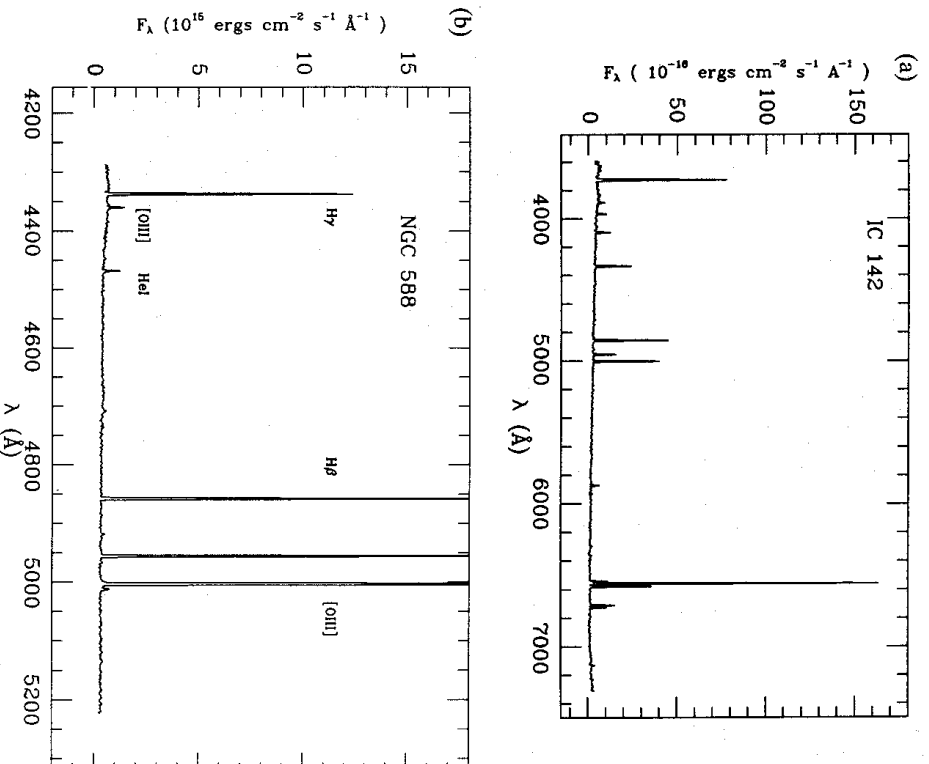 (a)
F_λ ( 10⁻¹⁶ ergs cm⁻² s⁻¹ A⁻¹ )
0 50 100 150
IC 142
4000 5000 6000 7000
λ (Å)
(b)
F_λ (10¹⁵ ergs cm⁻² s⁻¹ Å⁻¹ )
0 5 10 15
NGC 588
Hγ
[OIII]
HeI
Hβ
[OIII]
4200 4400 4600 4800 5000 5200
λ (Å)